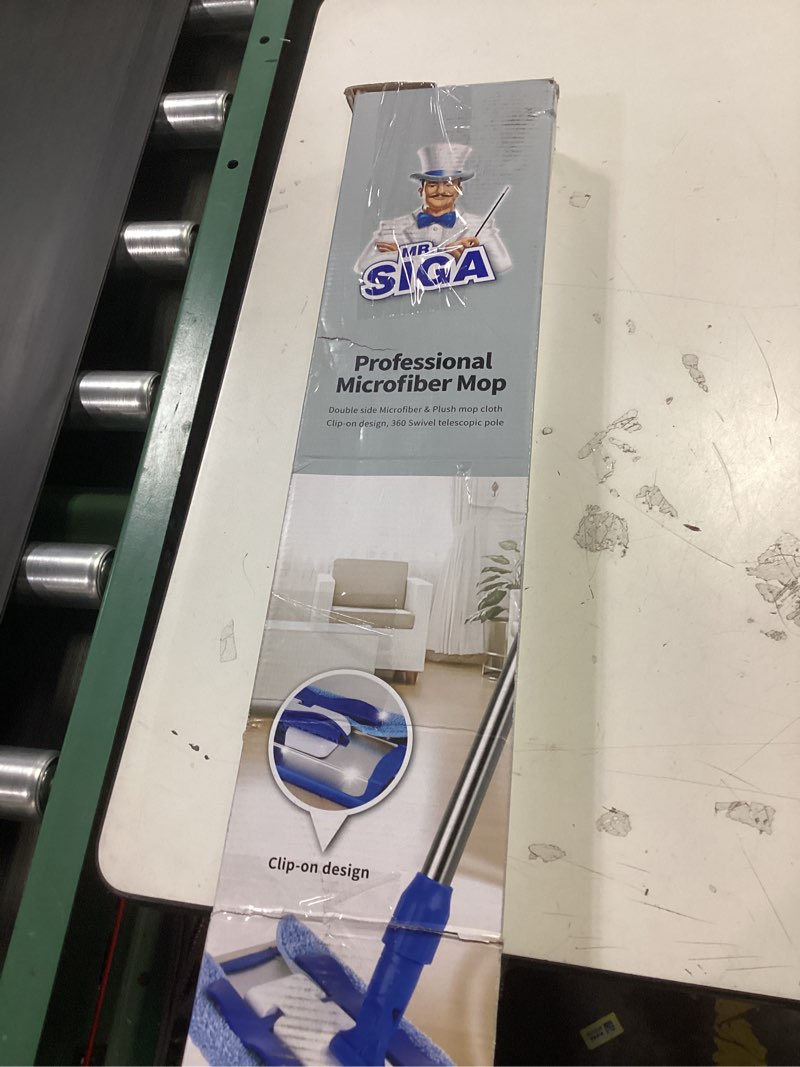 MR.
SIGA
Professional
Microfiber Mop
Double side Microfiber & Plush mop cloth
Clip-on design, 360 Swivel telescopic pole
Clip-on design